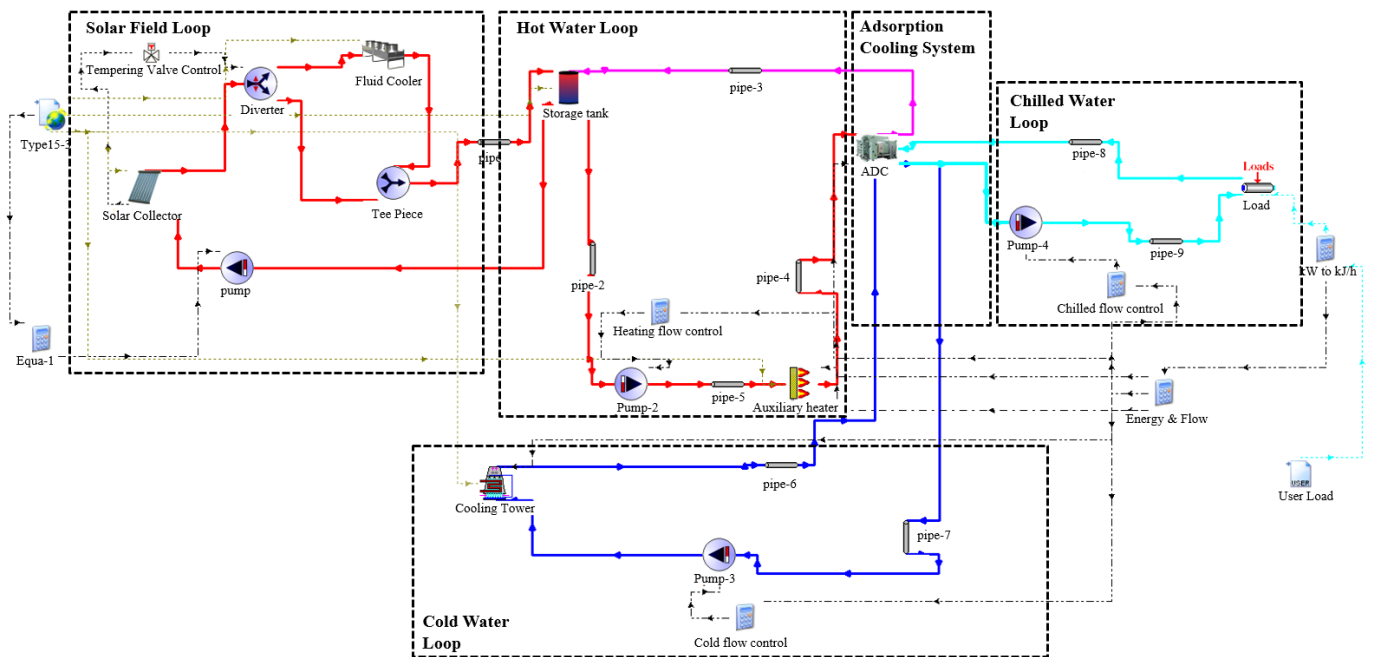 Solar Field Loop
Hot Water Loop
Adsorption
Cooling System
Tempering Valve Control
Fluid Cooler
Diverter
Storage tank
pipe-3
Chilled Water
Loop
Type15-3
pipe
ADC
pipe-8
Loads
Solar Collector
Tee Piece
Load
pipe-2
pipe-4
Pump-4
pipe-9
kW to kJ/h
pump
Chilled flow control
Heating flow control
Equa-1
Pump-2
pipe-5
Auxiliary heater
Energy & Flow
pipe-6
USER
User Load
Cooling Tower
pipe-7
Pump-3
Cold Water
Loop
Cold flow control